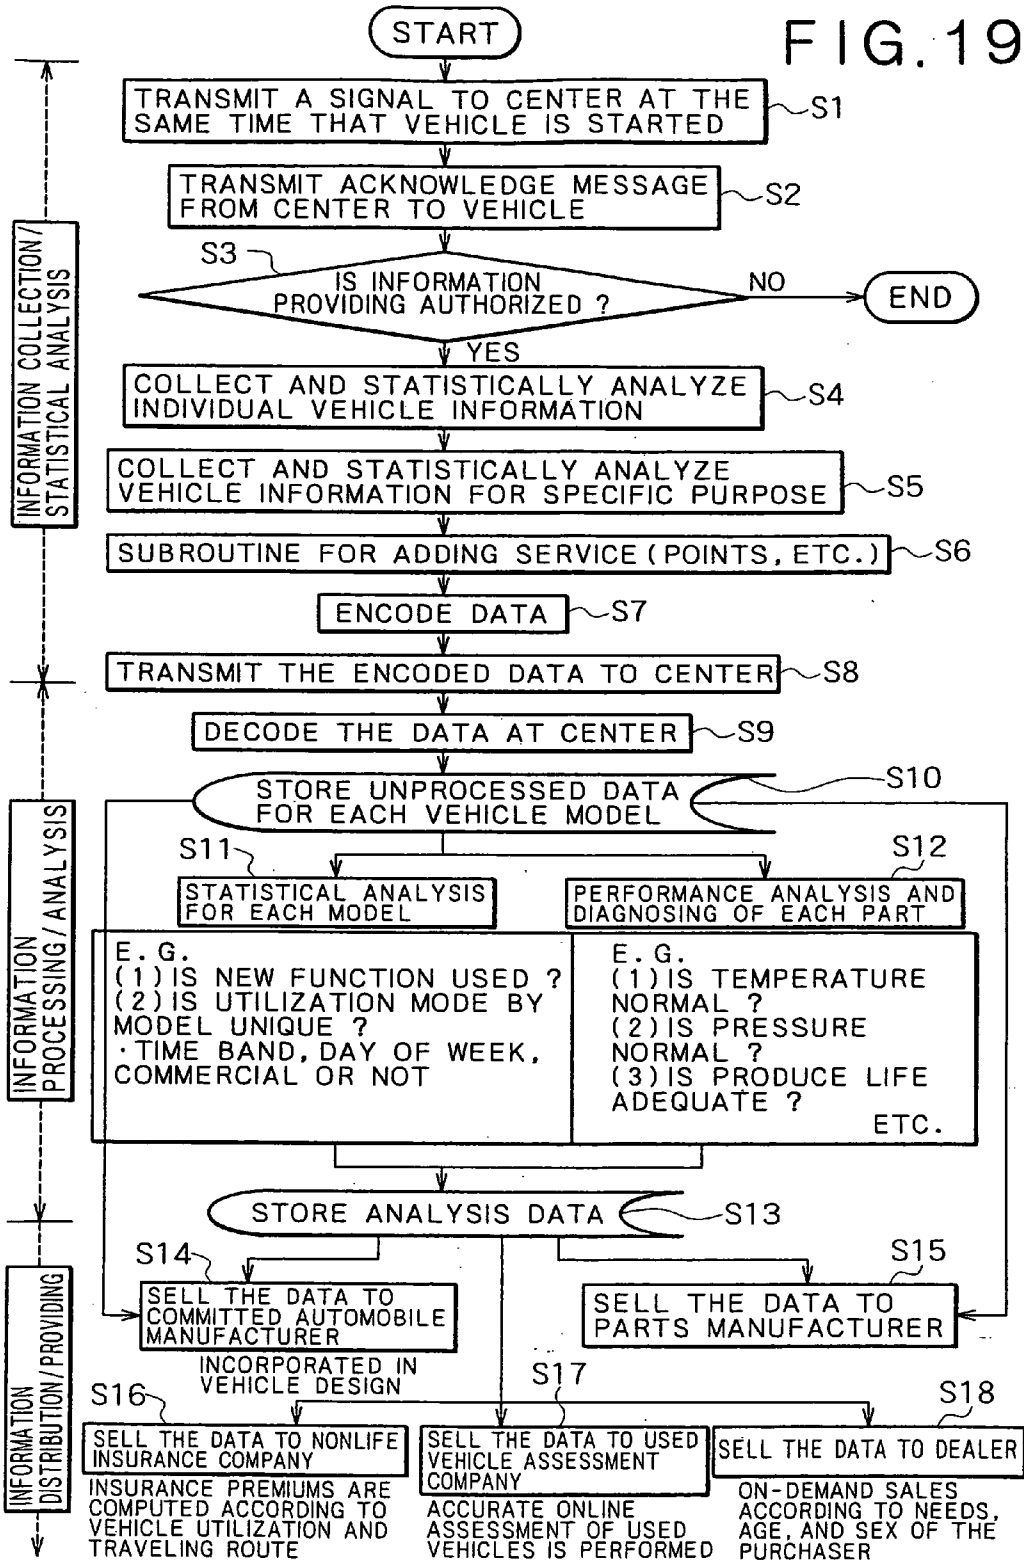 FIG.19
START
TRANSMIT A SIGNAL TO CENTER AT THE
SAME TIME THAT VEHICLE IS STARTED
S1
TRANSMIT ACKNOWLEDGE MESSAGE
FROM CENTER TO VEHICLE
S2
S3
IS INFORMATION
PROVIDING AUTHORIZED ?
NO
END
YES
COLLECT AND STATISTICALLY ANALYZE
INDIVIDUAL VEHICLE INFORMATION
S4
COLLECT AND STATISTICALLY ANALYZE
VEHICLE INFORMATION FOR SPECIFIC PURPOSE
S5
SUBROUTINE FOR ADDING SERVICE (POINTS, ETC.)
S6
ENCODE DATA
S7
TRANSMIT THE ENCODED DATA TO CENTER
S8
INFORMATION COLLECTION/
STATISTICAL ANALYSIS
DECODE THE DATA AT CENTER
S9
STORE UNPROCESSED DATA
FOR EACH VEHICLE MODEL
S10
S11
STATISTICAL ANALYSIS
FOR EACH MODEL
S12
PERFORMANCE ANALYSIS AND
DIAGNOSING OF EACH PART
E. G.
(1) IS NEW FUNCTION USED ?
(2) IS UTILIZATION MODE BY
MODEL UNIQUE ?
· TIME BAND, DAY OF WEEK,
COMMERCIAL OR NOT
E. G.
(1) IS TEMPERATURE
NORMAL ?
(2) IS PRESSURE
NORMAL ?
(3) IS PRODUCE LIFE
ADEQUATE ?
ETC.
INFORMATION
PROCESSING/ANALYSIS
STORE ANALYSIS DATA
S13
S14
SELL THE DATA TO
COMMITTED AUTOMOBILE
MANUFACTURER
INCORPORATED IN
VEHICLE DESIGN
S15
SELL THE DATA TO
PARTS MANUFACTURER
INFORMATION
DISTRIBUTION/PROVIDING
S16
SELL THE DATA TO NONLIFE
INSURANCE COMPANY
INSURANCE PREMIUMS ARE
COMPUTED ACCORDING TO
VEHICLE UTILIZATION AND
TRAVELING ROUTE
S17
SELL THE DATA TO USED
VEHICLE ASSESSMENT
COMPANY
ACCURATE ONLINE
ASSESSMENT OF USED
VEHICLES IS PERFORMED
S18
SELL THE DATA TO DEALER
ON-DEMAND SALES
ACCORDING TO NEEDS,
AGE, AND SEX OF THE
PURCHASER